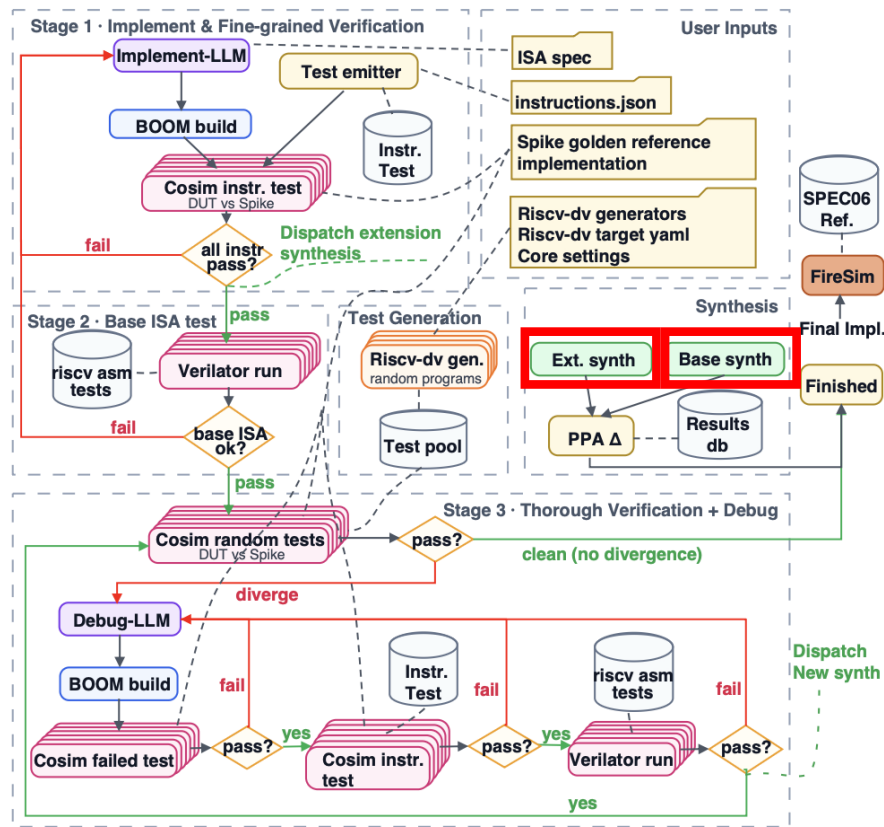 Stage 1 · Implement & Fine-grained Verification
User Inputs
Implement-LLM
Test emitter
ISA spec
instructions.json
BOOM build
Instr.
Test
Spike golden reference
implementation
Cosim instr. test
DUT vs Spike
Riscv-dv generators
Riscv-dv target yaml
Core settings
SPEC06
Ref.
fail
all instr
pass?
Dispatch extension
synthesis
FireSim
pass
Stage 2 · Base ISA test
Test Generation
Synthesis
Final Impl.
riscv asm
tests
Verilator run
Riscv-dv gen.
random programs
Ext. synth
Base synth
Finished
fail
base ISA
ok?
Test pool
PPA Δ
Results
db
pass
Stage 3 · Thorough Verification + Debug
Cosim random tests
DUT vs Spike
pass?
clean (no divergence)
diverge
Debug-LLM
BOOM build
fail
Instr.
Test
fail
riscv asm
tests
fail
Dispatch
New synth
Cosim failed test
pass?
yes
Cosim instr.
test
pass?
yes
Verilator run
pass?
yes